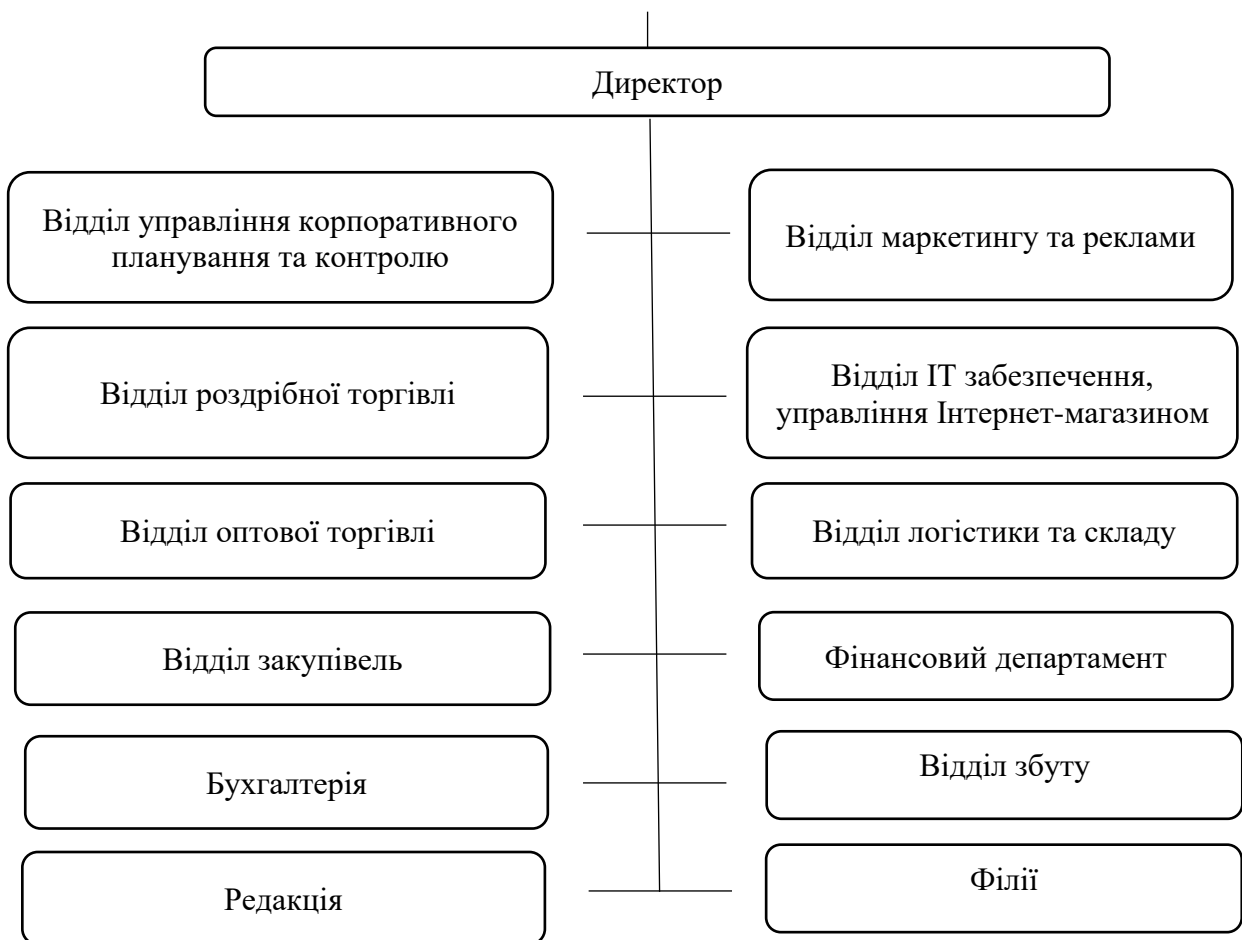 Директор
Відділ управління корпоративного
планування та контролю
Відділ маркетингу та реклами
Відділ роздрібної торгівлі
Відділ ІТ забезпечення,
управління Інтернет-магазином
Відділ оптової торгівлі
Відділ логістики та складу
Відділ закупівель
Фінансовий департамент
Бухгалтерія
Відділ збуту
Редакція
Філії